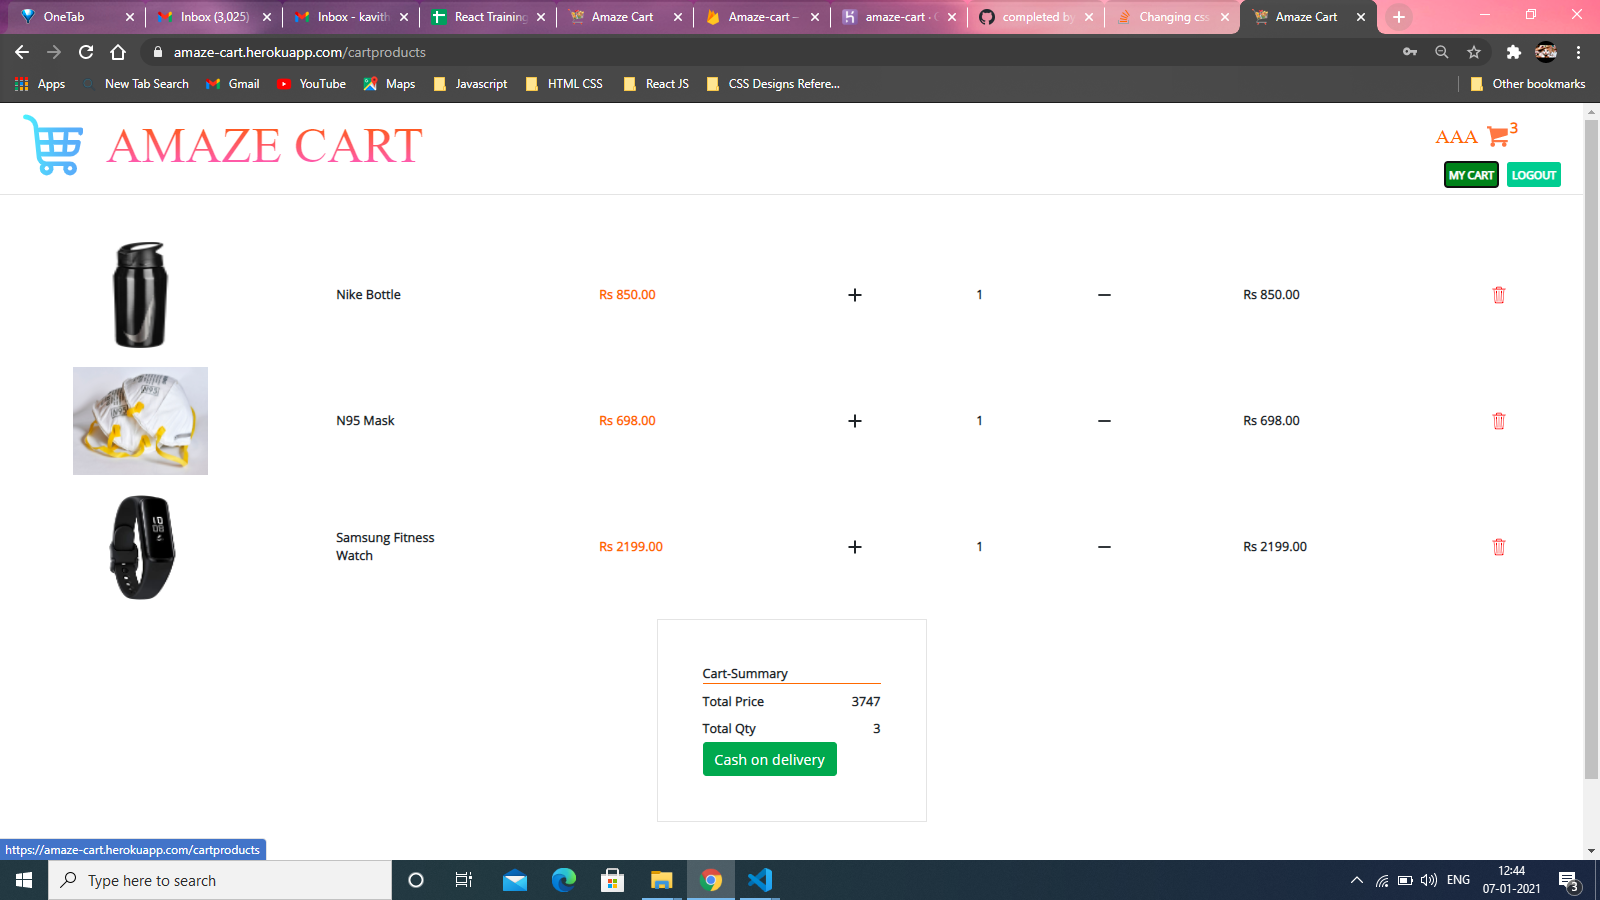 OneTab
Inbox (3,025)
Inbox - kavith
React Training
Amaze Cart
Amaze-cart –
amaze-cart ·
completed by
Changing css
Amaze Cart
amaze-cart.herokuapp.com/cartproducts
Apps
New Tab Search
Gmail
YouTube
Maps
Javascript
HTML CSS
React JS
CSS Designs Refere...
Other bookmarks
AMAZE CART
AAA
3
MY CART
LOGOUT
Nike Bottle
Rs 850.00
1
Rs 850.00
N95
N95 Mask
Rs 698.00
1
Rs 698.00
Samsung Fitness
Watch
Rs 2199.00
1
Rs 2199.00
Cart-Summary
Total Price 3747
Total Qty 3
Cash on delivery
https://amaze-cart.herokuapp.com/cartproducts
Type here to search
ENG
12:44
07-01-2021
3